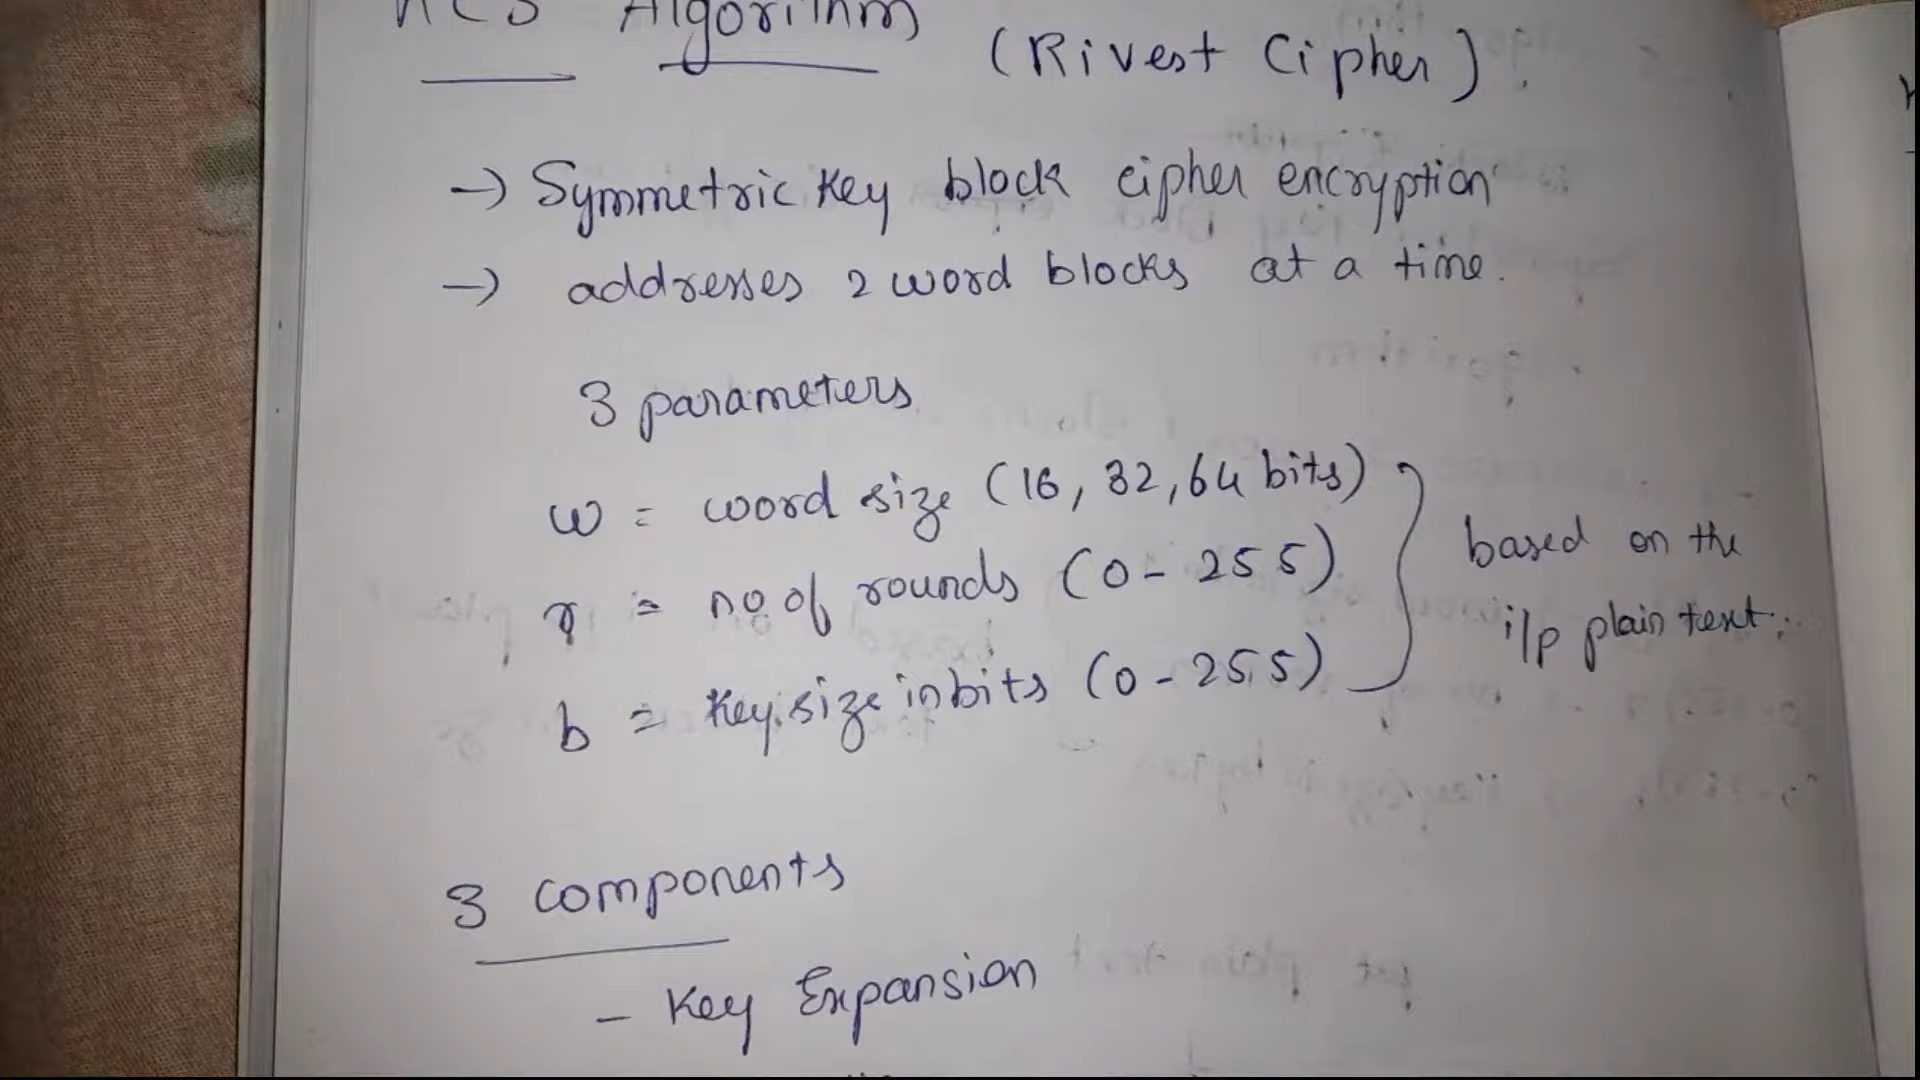 RC5 Algorithm (Rivest Cipher)
→ Symmetric Key block cipher encryption
→ addresses 2 word blocks at a time.
3 parameters
w = word size (16, 32, 64 bits)
r = no. of rounds (0 - 255)
b = key size in bits (0 - 255)
based on the
i/p plain text.
3 components
- Key Expansion